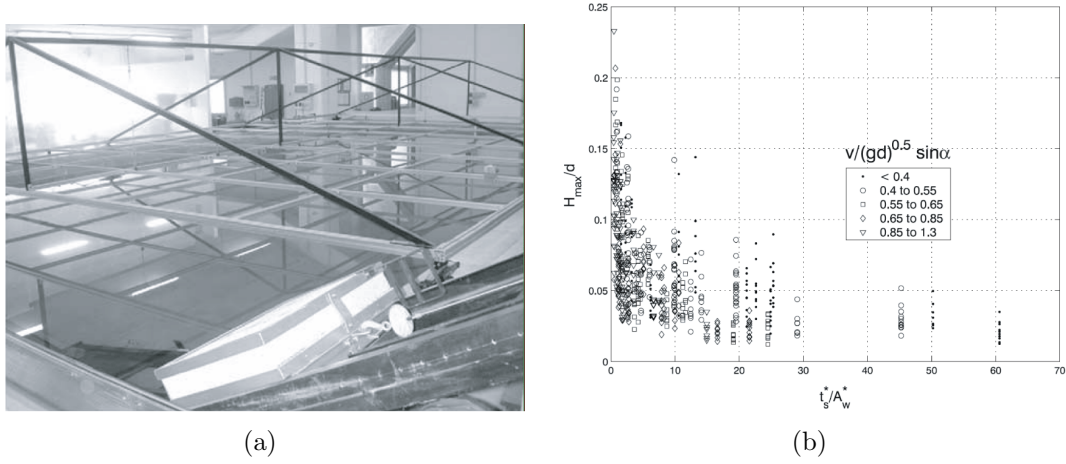 0.25
0.2
0.15
0.1
0.05
0
H_max/d
0 10 20 30 40 50 60 70
t*_s/A*_w
v/(gd)^0.5 sinα
< 0.4
0.4 to 0.55
0.55 to 0.65
0.65 to 0.85
0.85 to 1.3
(a) (b)